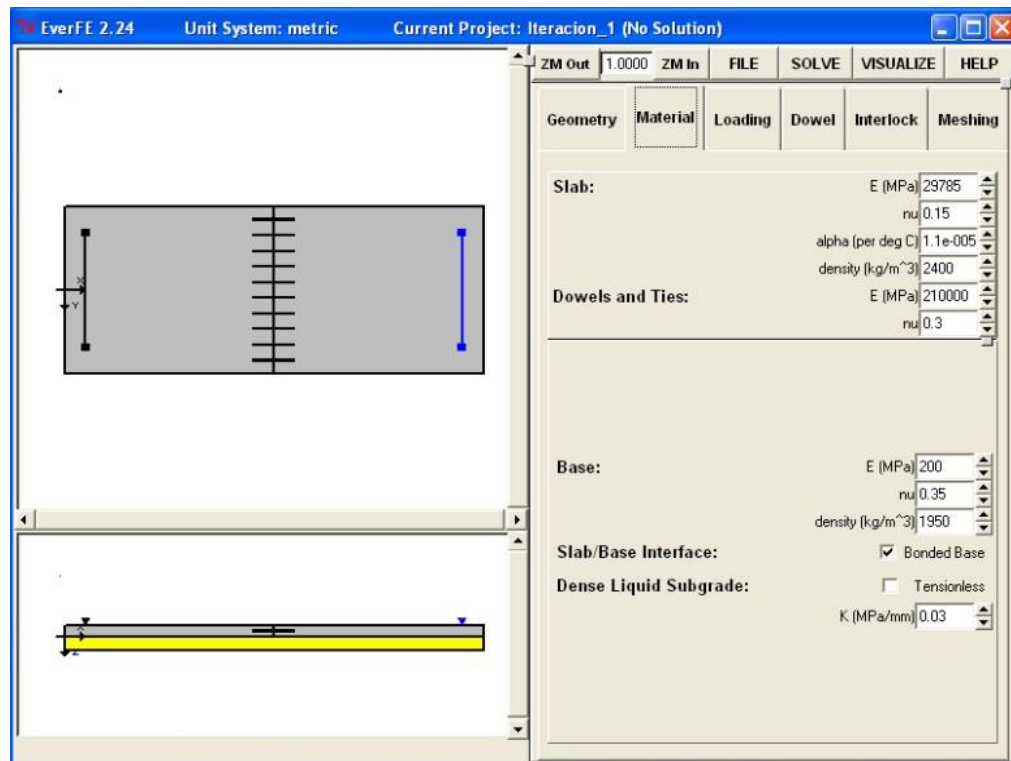 EverFE 2.24 Unit System: metric Current Project: Iteracion_1 (No Solution)
ZM Out 1.0000 ZM In FILE SOLVE VISUALIZE HELP
Geometry Material Loading Dowel Interlock Meshing
Slab: E (MPa) 29785
nu 0.15
alpha (per deg C) 1.1e-005
density (kg/m^3) 2400
Dowels and Ties: E (MPa) 210000
nu 0.3
Base: E (MPa) 200
nu 0.35
density (kg/m^3) 1950
Slab/Base Interface: Bonded Base
Dense Liquid Subgrade: Tensionless
K (MPa/mm) 0.03
X
Y
X
Z